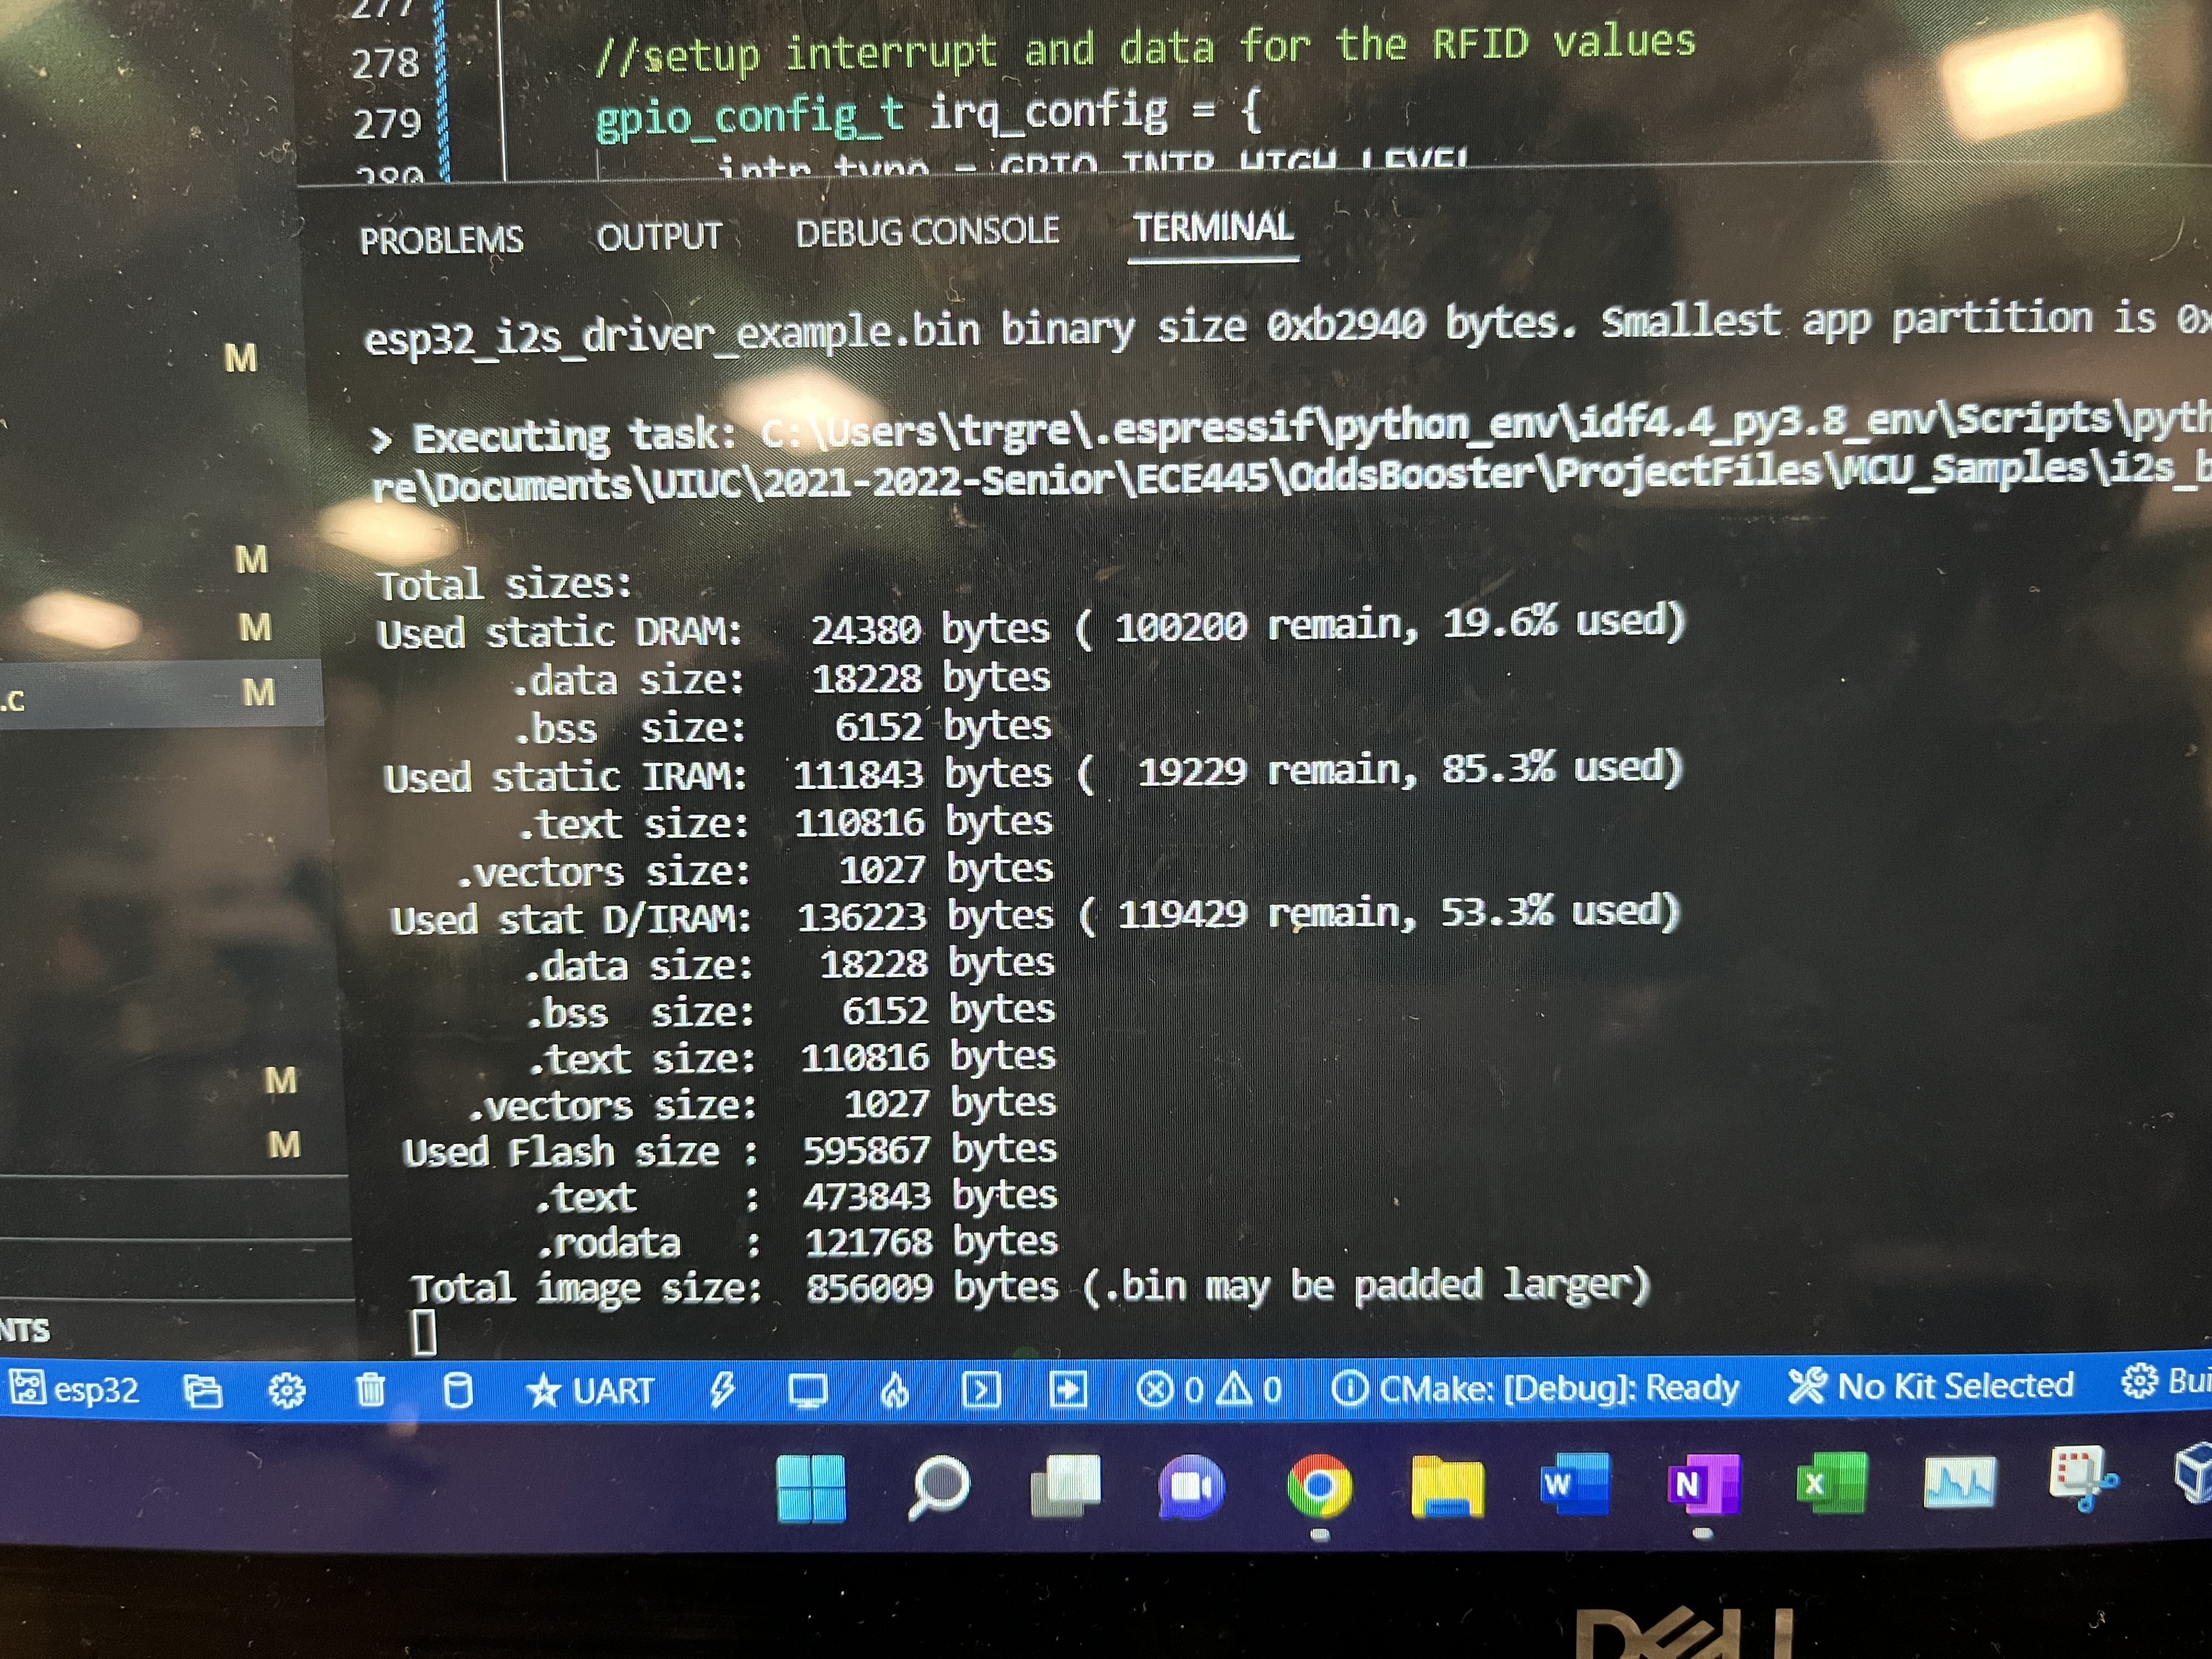 277
278 //setup interrupt and data for the RFID values
279 gpio_config_t irq_config = {
280 .intr_type = GPIO_INTR_HIGH_LEVEL
PROBLEMS OUTPUT DEBUG CONSOLE TERMINAL
esp32_i2s_driver_example.bin binary size 0xb2940 bytes. Smallest app partition is 0x
M
> Executing task: C:\Users\trgre\.espressif\python_env\idf4.4_py3.8_env\Scripts\pyth
re\Documents\UIUC\2021-2022-Senior\ECE445\OddsBooster\ProjectFiles\MCU_Samples\i2s_b
M
Total sizes:
M
Used static DRAM: 24380 bytes ( 100200 remain, 19.6% used)
.c M
.data size: 18228 bytes
.bss size: 6152 bytes
Used static IRAM: 111843 bytes ( 19229 remain, 85.3% used)
.text size: 110816 bytes
.vectors size: 1027 bytes
Used stat D/IRAM: 136223 bytes ( 119429 remain, 53.3% used)
.data size: 18228 bytes
.bss size: 6152 bytes
.text size: 110816 bytes
M
.vectors size: 1027 bytes
M
Used Flash size : 595867 bytes
.text : 473843 bytes
.rodata : 121768 bytes
Total image size: 856009 bytes (.bin may be padded larger)
NTS
esp32 UART 0 0 CMake: [Debug]: Ready No Kit Selected Bui
W N X
DELL